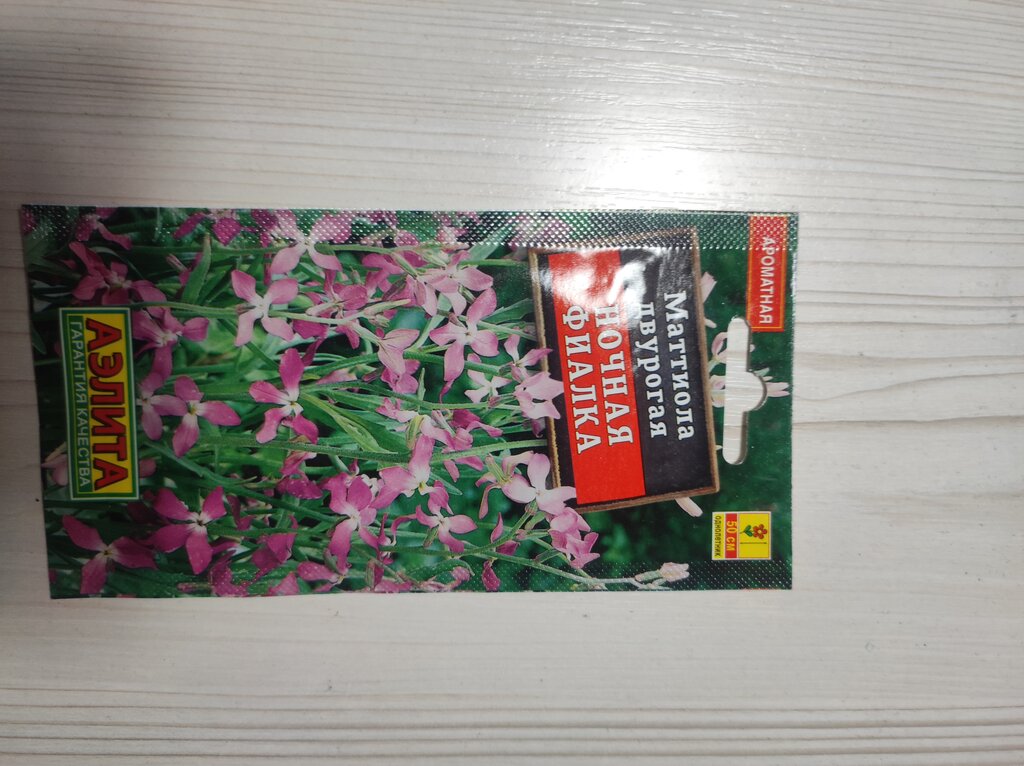 АРОМАТНАЯ
Маттиола
двурогая
НОЧНАЯ
ФИАЛКА
50 см
однолетник
АЭЛИТА
ГАРАНТИЯ КАЧЕСТВА